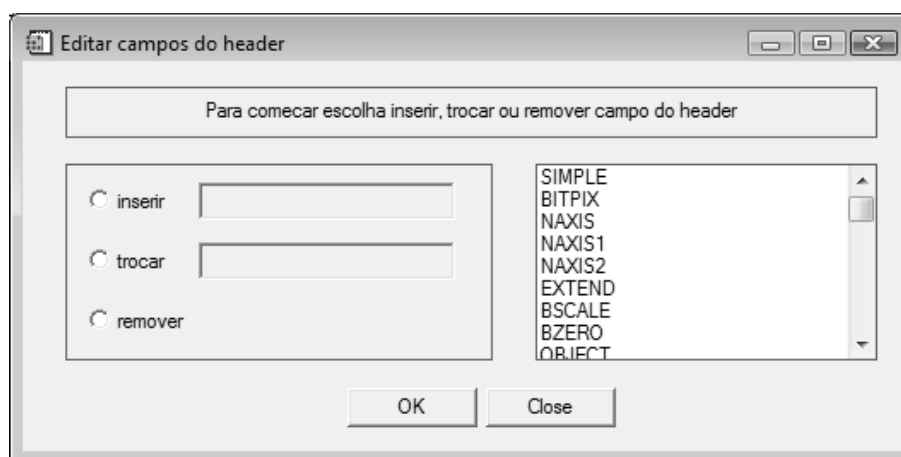 Editar campos do header
Para comecar escolha inserir, trocar ou remover campo do header
inserir
trocar
remover
SIMPLE
BITPIX
NAXIS
NAXIS1
NAXIS2
EXTEND
BSCALE
BZERO
OBJECT
OK
Close